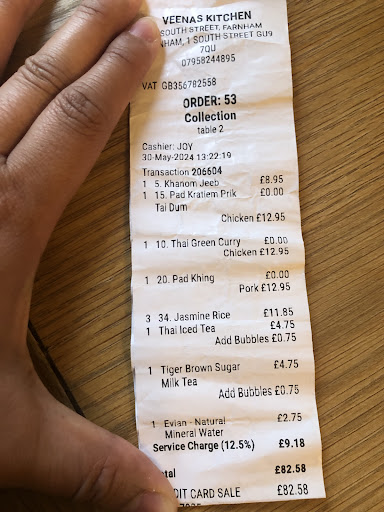 VEENAS KITCHEN
SOUTH STREET, FARNHAM
NHAM, 1 SOUTH STREET GU9
7QU
07958244895
VAT GB356782558
ORDER: 53
Collection
table 2
Cashier: JOY
30-May-2024 13:22:19
Transaction 206604
1 5. Khanom Jeeb £8.95
1 15. Pad Kratiem Prik £0.00
Tai Dum
Chicken £12.95
1 10. Thai Green Curry £0.00
Chicken £12.95
1 20. Pad Khing £0.00
Pork £12.95
3 34. Jasmine Rice £11.85
1 Thai Iced Tea £4.75
Add Bubbles £0.75
1 Tiger Brown Sugar £4.75
Milk Tea
Add Bubbles £0.75
1 Evian - Natural £2.75
Mineral Water
Service Charge (12.5%) £9.18
tal £82.58
DIT CARD SALE £82.58